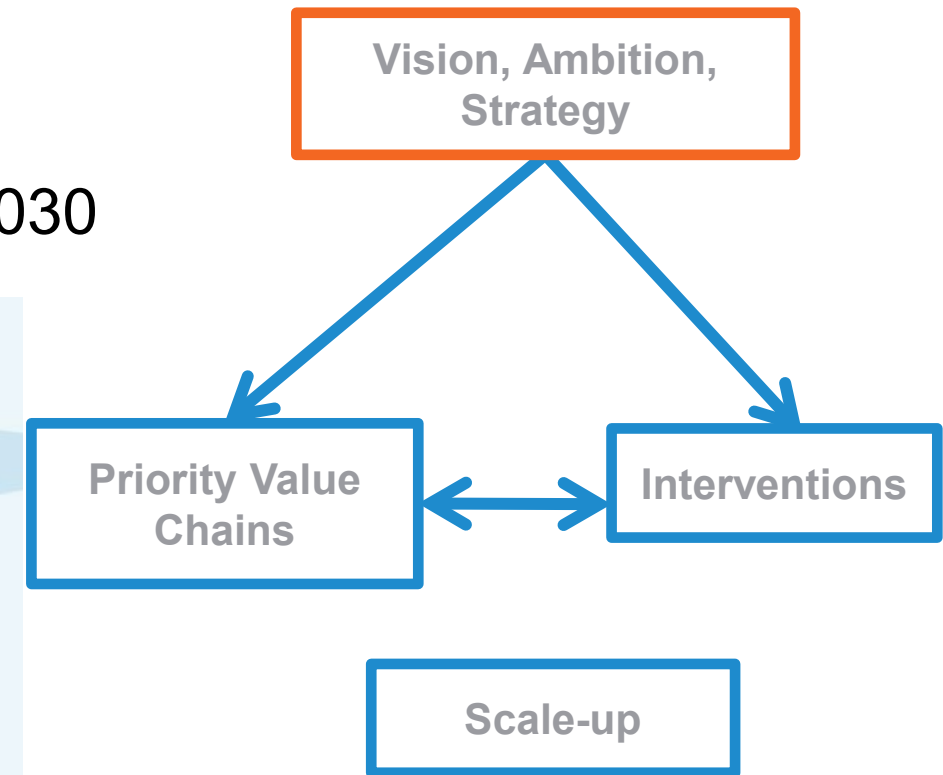 Vision, Ambition,
Strategy
030
Priority Value
Chains
Interventions
Scale-up